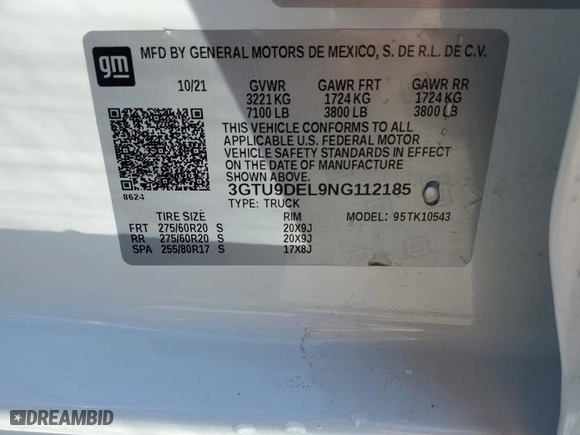 gm
MFD BY GENERAL MOTORS DE MEXICO, S. DE R.L. DE C.V.
10/21 GVWR GAWR FRT GAWR RR
3221 KG 1724 KG 1724 KG
7100 LB 3800 LB 3800 LB
THIS VEHICLE CONFORMS TO ALL
APPLICABLE U.S. FEDERAL MOTOR
VEHICLE SAFETY STANDARDS IN EFFECT
ON THE DATE OF MANUFACTURE
SHOWN ABOVE.
8624 3GTU9DEL9NG112185
TYPE: TRUCK MODEL: 95TK10543
TIRE SIZE RIM
FRT 275/60R20 S 20X9J
RR 275/60R20 S 20X9J
SPA 255/80R17 S 17X8J
DREAMBID